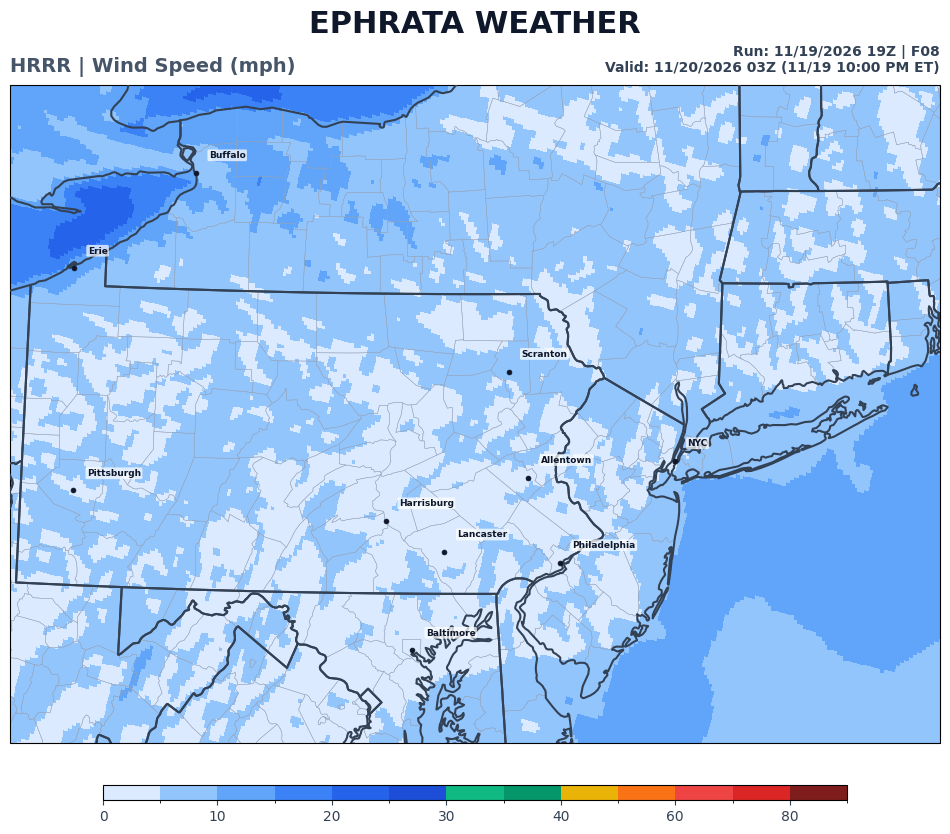 EPHRATA WEATHER
HRRR | Wind Speed (mph)
Run: 11/19/2026 19Z | F08
Valid: 11/20/2026 03Z (11/19 10:00 PM ET)
Buffalo
Erie
Scranton
NYC
Allentown
Pittsburgh
Harrisburg
Lancaster
Philadelphia
Baltimore
0 10 20 30 40 60 80